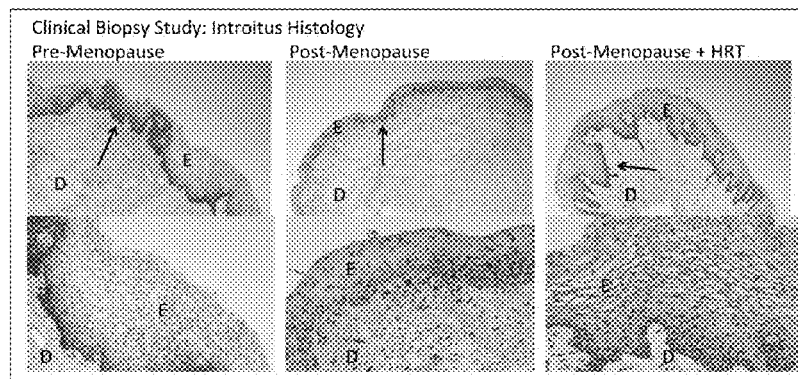 Clinical Biopsy Study: Introitus Histology
Pre-Menopause
Post-Menopause
Post-Menopause + HRT
E
D
E
D
E
D
E
D
E
D
E
D